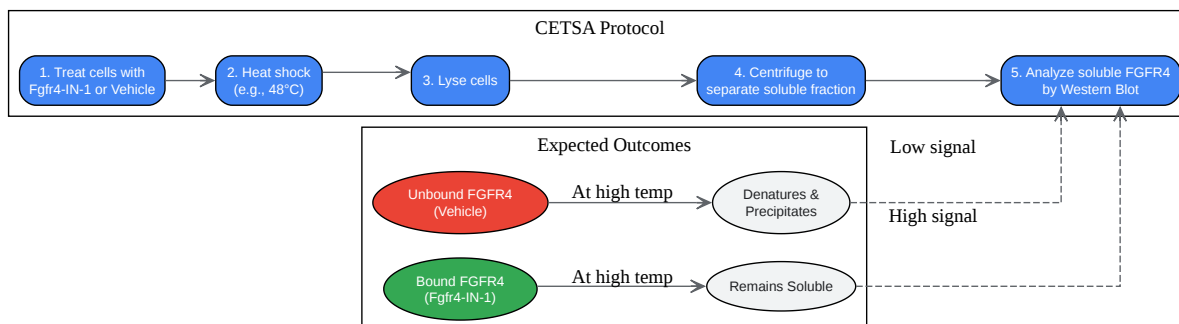 CETSA Protocol
1. Treat cells with
Fgfr4-IN-1 or Vehicle
2. Heat shock
(e.g., 48°C)
3. Lyse cells
4. Centrifuge to
separate soluble fraction
5. Analyze soluble FGFR4
by Western Blot
Expected Outcomes
Low signal
Unbound FGFR4
(Vehicle)
At high temp
Denatures &
Precipitates
High signal
Bound FGFR4
(Fgfr4-IN-1)
At high temp
Remains Soluble